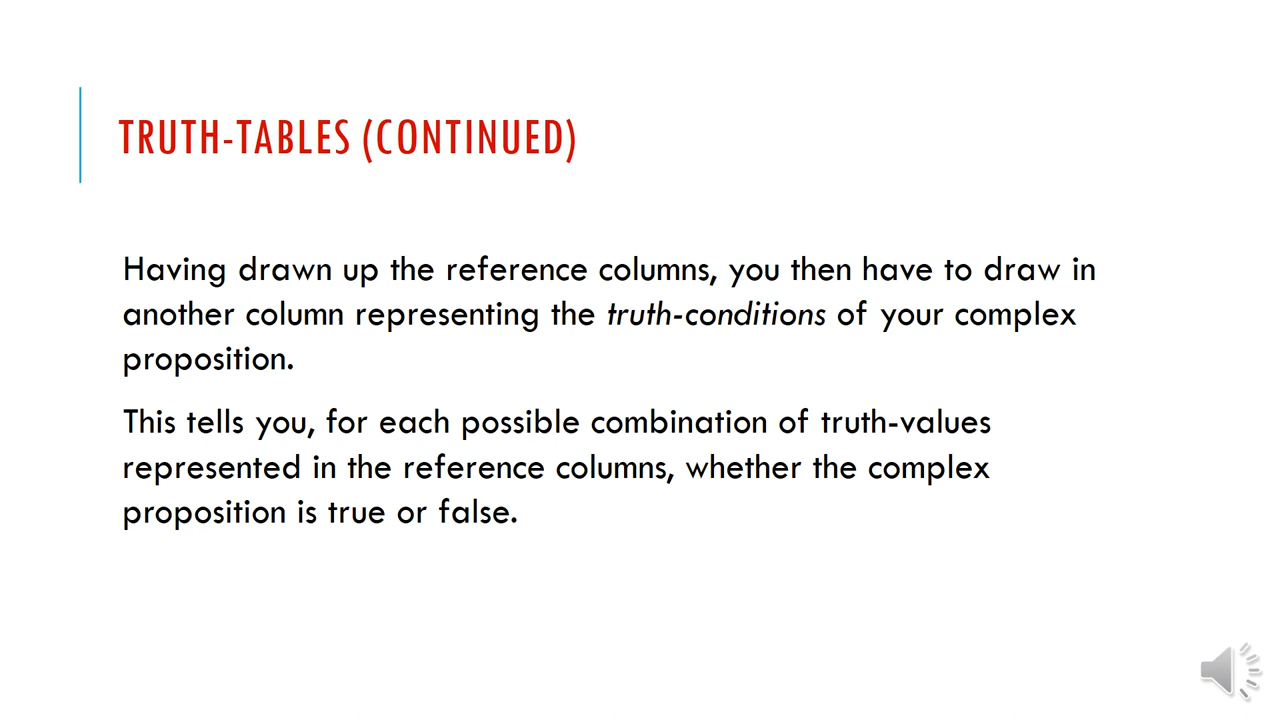 TRUTH-TABLES (CONTINUED)
Having drawn up the reference columns, you then have to draw in
another column representing the truth-conditions of your complex
proposition.
This tells you, for each possible combination of truth-values
represented in the reference columns, whether the complex
proposition is true or false.